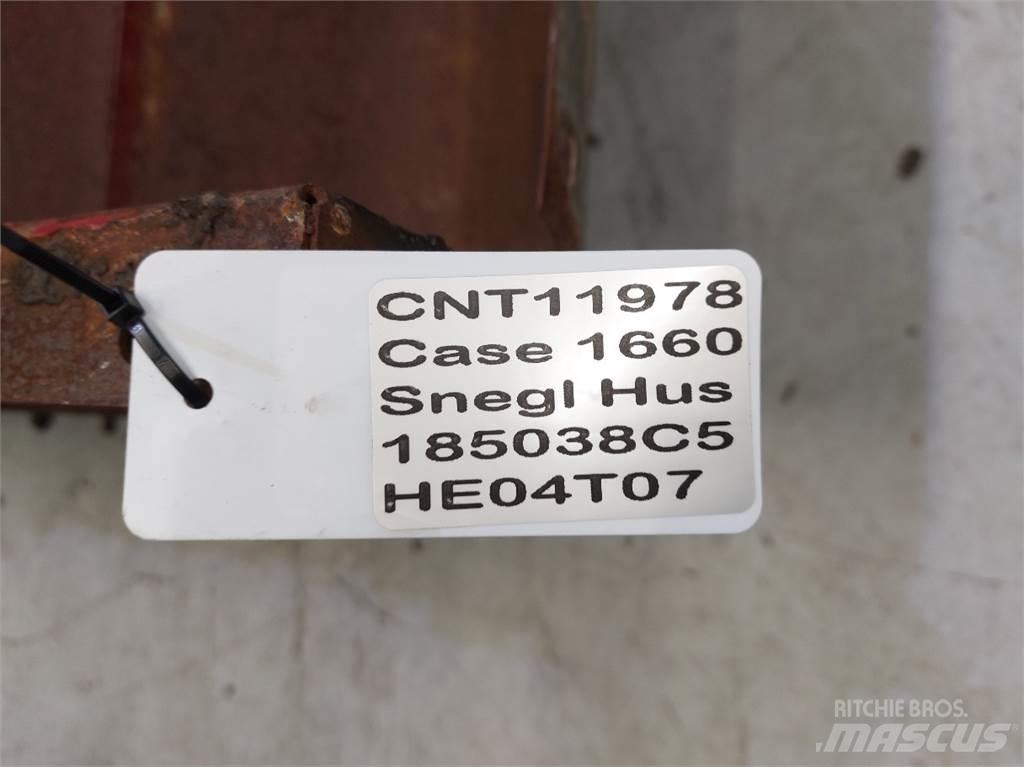 CNT11978
Case 1660
Snegl Hus
185038C5
HE04T07
RITCHIE BROS.
MASCUS